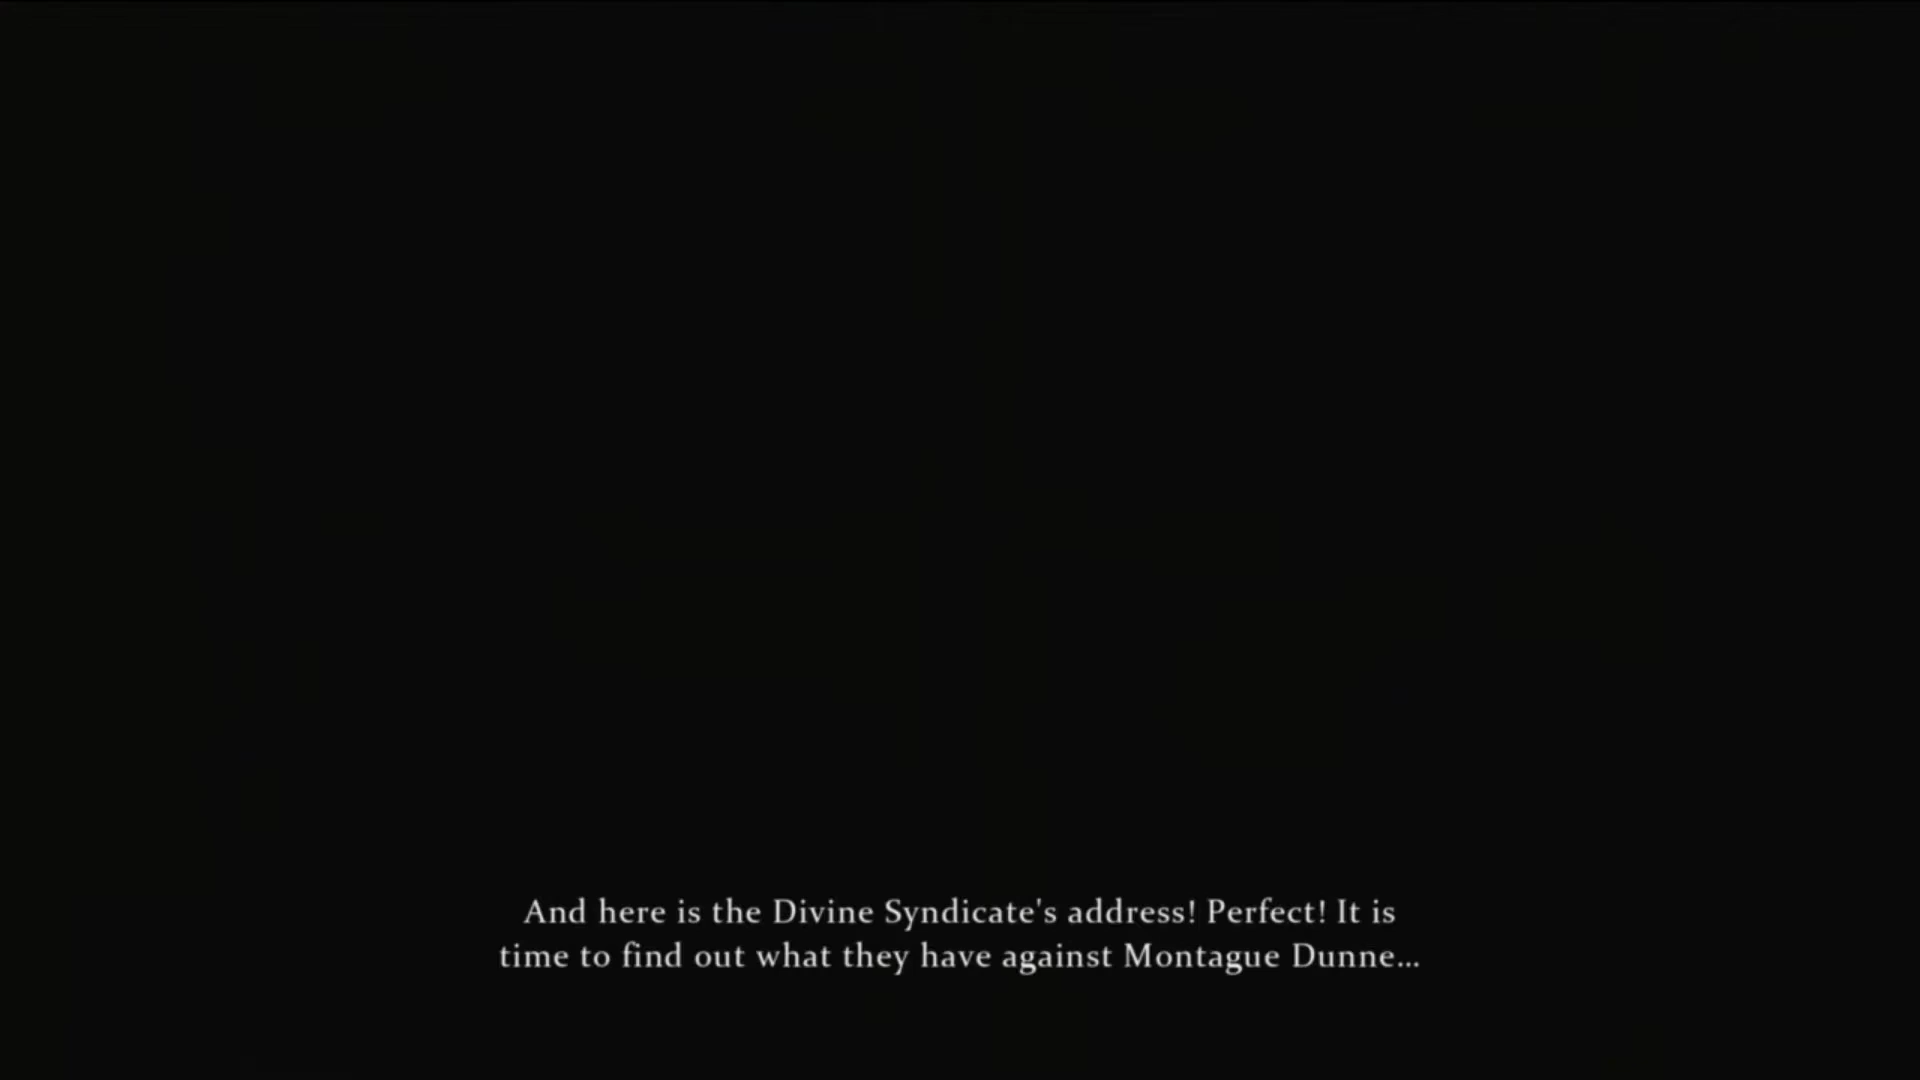 And here is the Divine Syndicate's address! Perfect! It is
time to find out what they have against Montague Dunne...